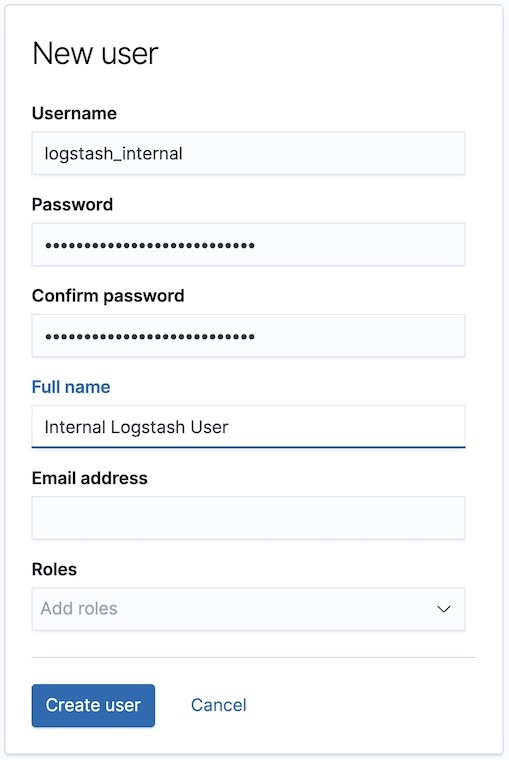 New user
Username
logstash_internal
Password
•••••••••••••••••••••••••••
Confirm password
•••••••••••••••••••••••••••
Full name
Internal Logstash User
Email address
Roles
Add roles
Create user Cancel